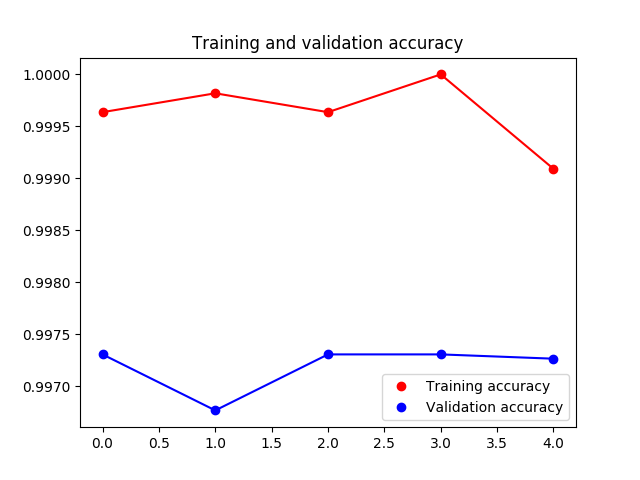 Training and validation accuracy
1.0000
0.9995
0.9990
0.9985
0.9980
0.9975
0.9970
Training accuracy
Validation accuracy
0.0 0.5 1.0 1.5 2.0 2.5 3.0 3.5 4.0